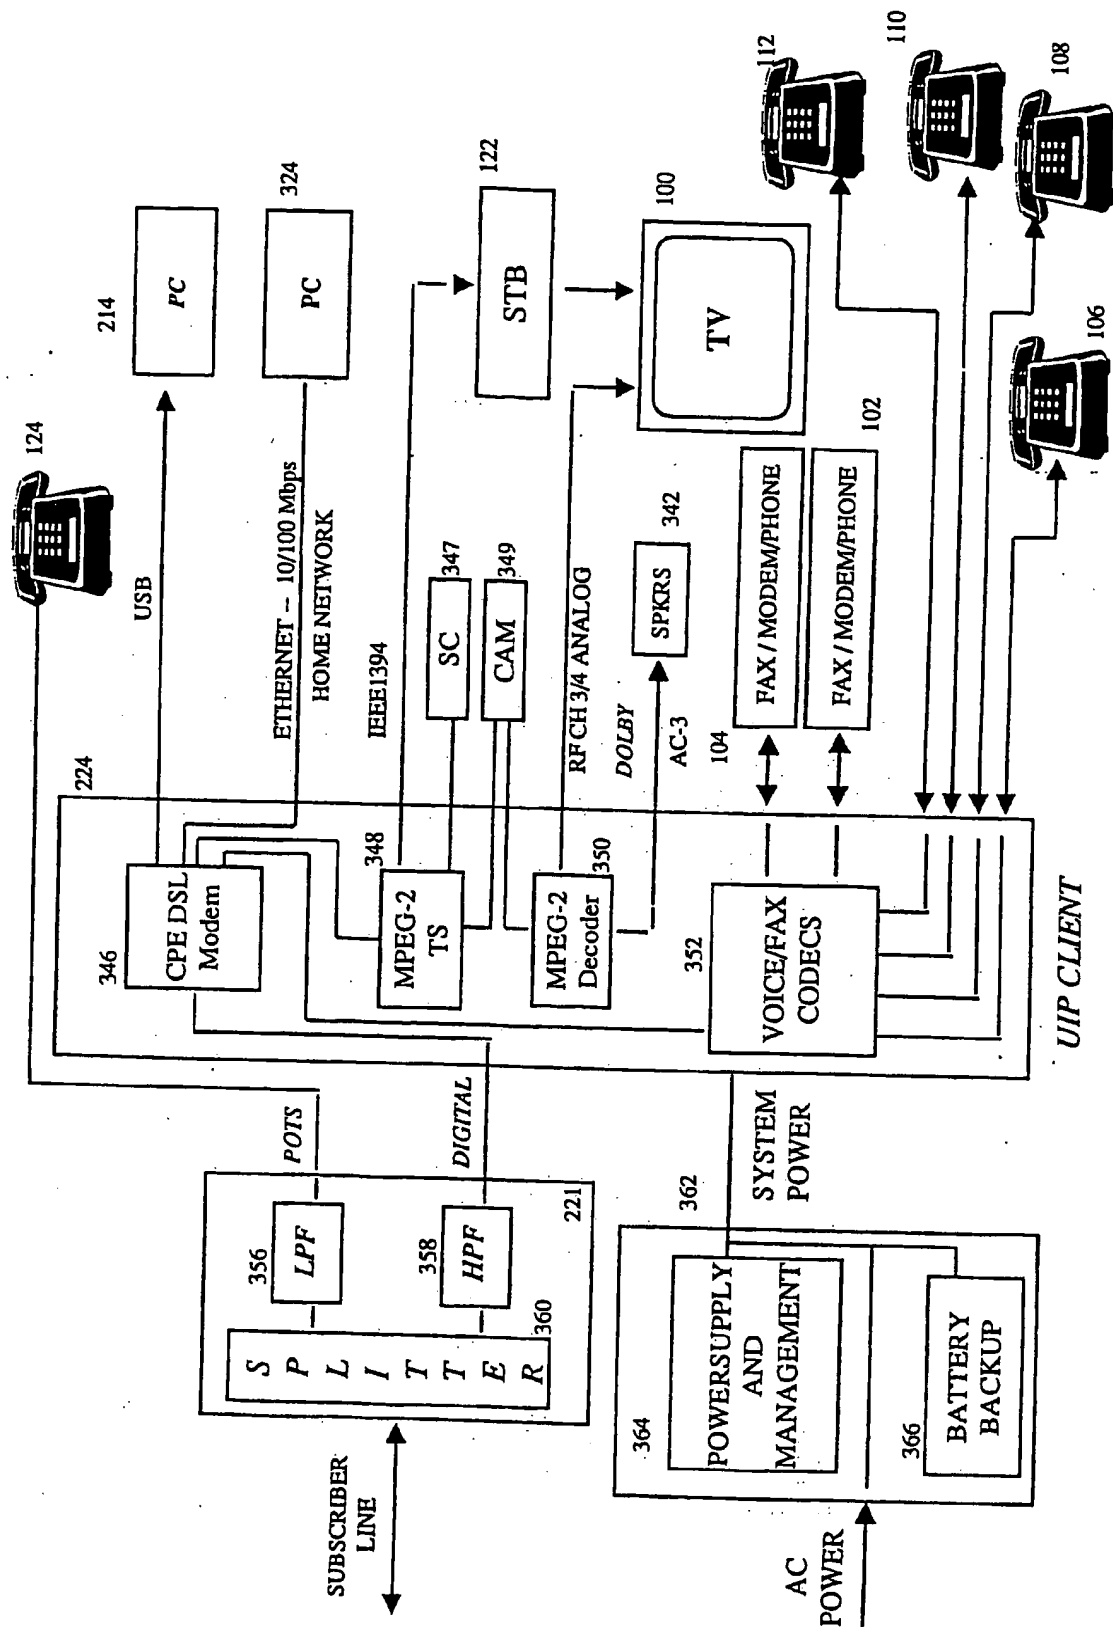 124
214
PC
324
PC
USB
ETHERNET -- 10/100 Mbps
HOME NETWORK
224
346
CPE DSL
Modem
IEEE1394
122
STB
348
MPEG-2
TS
SC
347
CAM
349
RF CH 3/4 ANALOG
100
TV
350
MPEG-2
Decoder
DOLBY
AC-3
SPKRS
342
352
VOICE/FAX
CODECS
104
FAX / MODEM/PHONE
FAX / MODEM/PHONE
102
112
110
108
106
UIP CLIENT
POTS
DIGITAL
221
356
LPF
358
HPF
360
SPLITTER
SUBSCRIBER
LINE
362
SYSTEM
POWER
364
POWERSUPPLY
AND
MANAGEMENT
366
BATTERY
BACKUP
AC
POWER